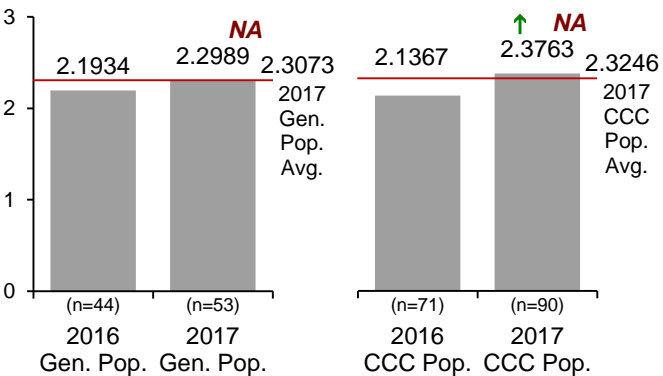 3
2
1
0
NA
2.1934
2.2989
2.3073
2017
Gen.
Pop.
Avg.
(n=44)
(n=53)
2016
Gen. Pop.
2017
Gen. Pop.
↑ NA
2.1367
2.3763
2.3246
2017
CCC
Pop.
Avg.
(n=71)
(n=90)
2016
CCC Pop.
2017
CCC Pop.